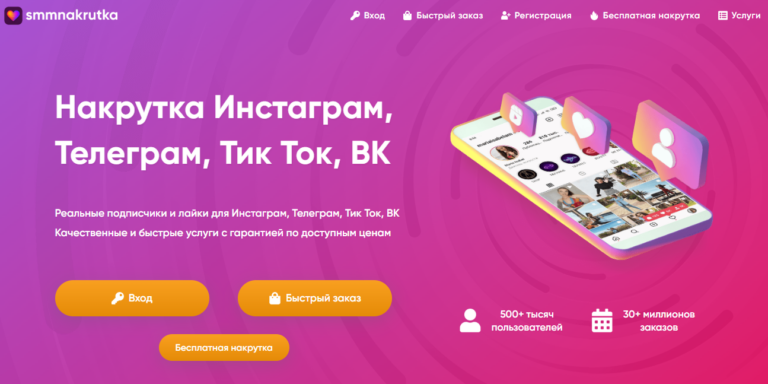 smmnakrutka
Вход
Быстрый заказ
Регистрация
Бесплатная накрутка
Услуги
Накрутка Инстаграм,
Телеграм, Тик Ток, ВК
Реальные подписчики и лайки для Инстаграм, Телеграм, Тик Ток, ВК
Качественные и быстрые услуги с гарантией по доступным ценам
Вход
Быстрый заказ
Бесплатная накрутка
500+ тысяч
пользователей
30+ миллионов
заказов